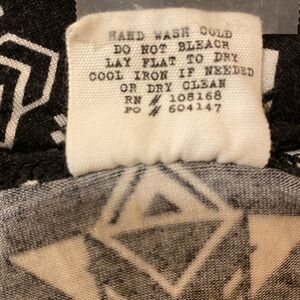 HAND WASH COLD
DO NOT BLEACH
LAY FLAT TO DRY
COOL IRON IF NEEDED
OR DRY CLEAN
RN # 108168
PO # 604147